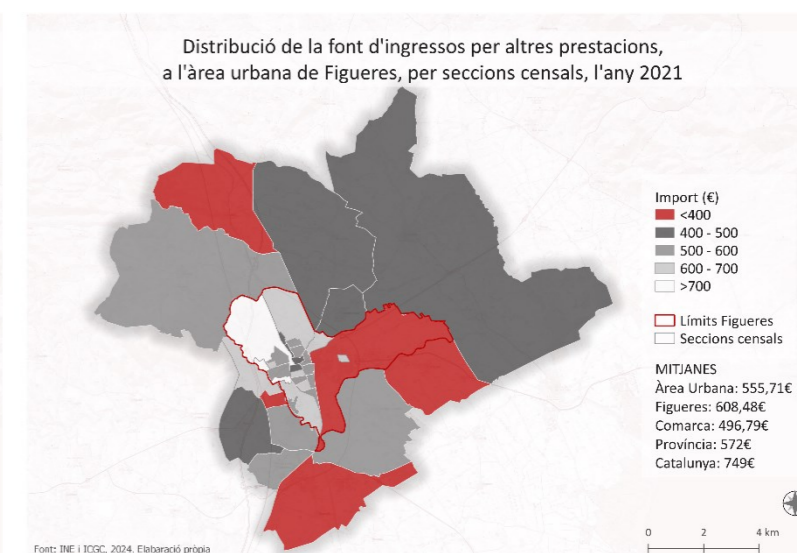 Distribució de la font d'ingressos per altres prestacions,
a l'àrea urbana de Figueres, per seccions censals, l'any 2021
Import (€)
<400
400 - 500
500 - 600
600 - 700
>700
Límits Figueres
Seccions censals
MITJANES
Àrea Urbana: 555,71€
Figueres: 608,48€
Comarca: 496,79€
Província: 572€
Catalunya: 749€
0 2 4 km
Font: INE i ICGC, 2024. Elabaració pròpia